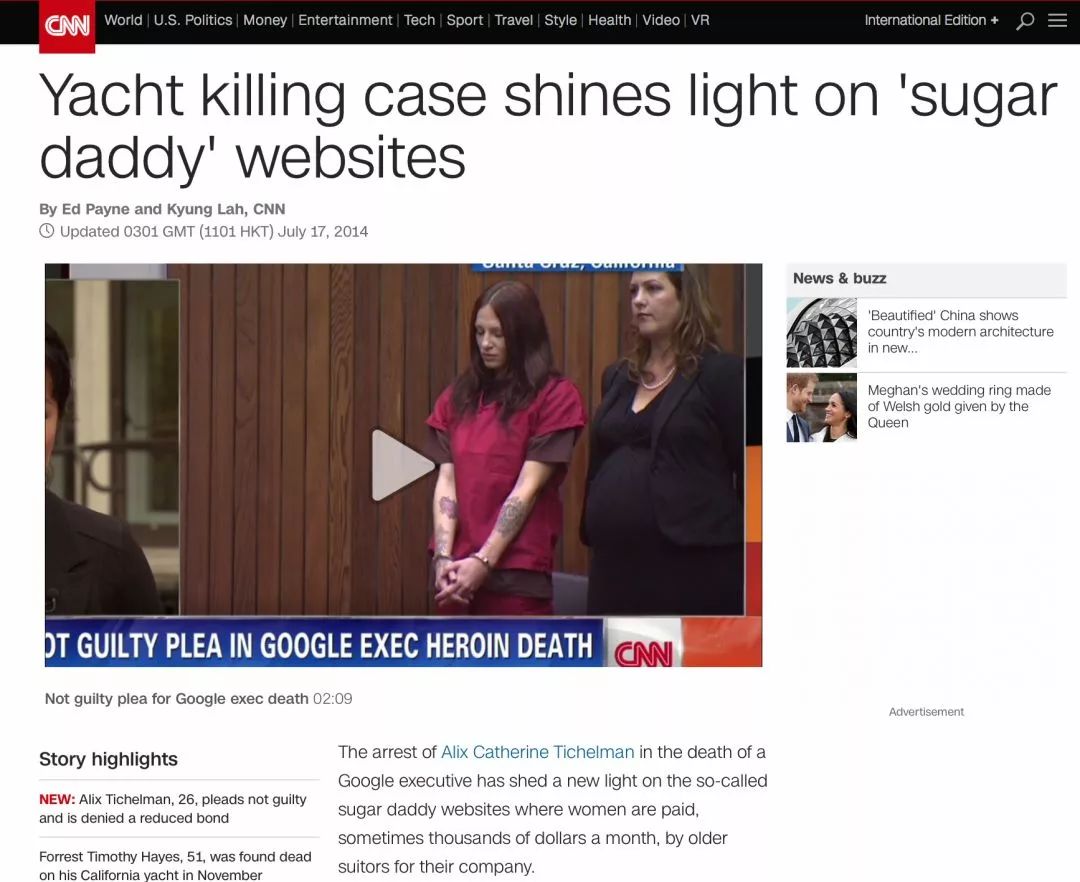 CNN
World | U.S. Politics | Money | Entertainment | Tech | Sport | Travel | Style | Health | Video | VR
International Edition +
Yacht killing case shines light on 'sugar
daddy' websites
By Ed Payne and Kyung Lah, CNN
Updated 0301 GMT (1101 HKT) July 17, 2014
Santa Cruz, California
OT GUILTY PLEA IN GOOGLE EXEC HEROIN DEATH
CNN
Not guilty plea for Google exec death 02:09
News & buzz
'Beautified' China shows
country's modern architecture
in new...
Meghan's wedding ring made
of Welsh gold given by the
Queen
Advertisement
Story highlights
NEW: Alix Tichelman, 26, pleads not guilty
and is denied a reduced bond
Forrest Timothy Hayes, 51, was found dead
on his California yacht in November
The arrest of Alix Catherine Tichelman in the death of a
Google executive has shed a new light on the so-called
sugar daddy websites where women are paid,
sometimes thousands of dollars a month, by older
suitors for their company.